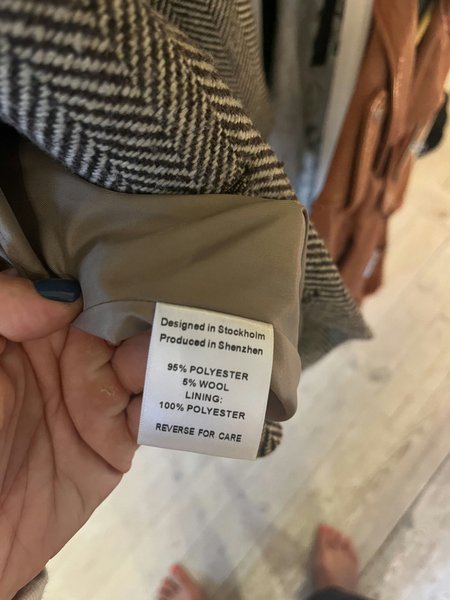 Designed in Stockholm
Produced in Shenzhen
95% POLYESTER
5% WOOL
LINING:
100% POLYESTER
REVERSE FOR CARE